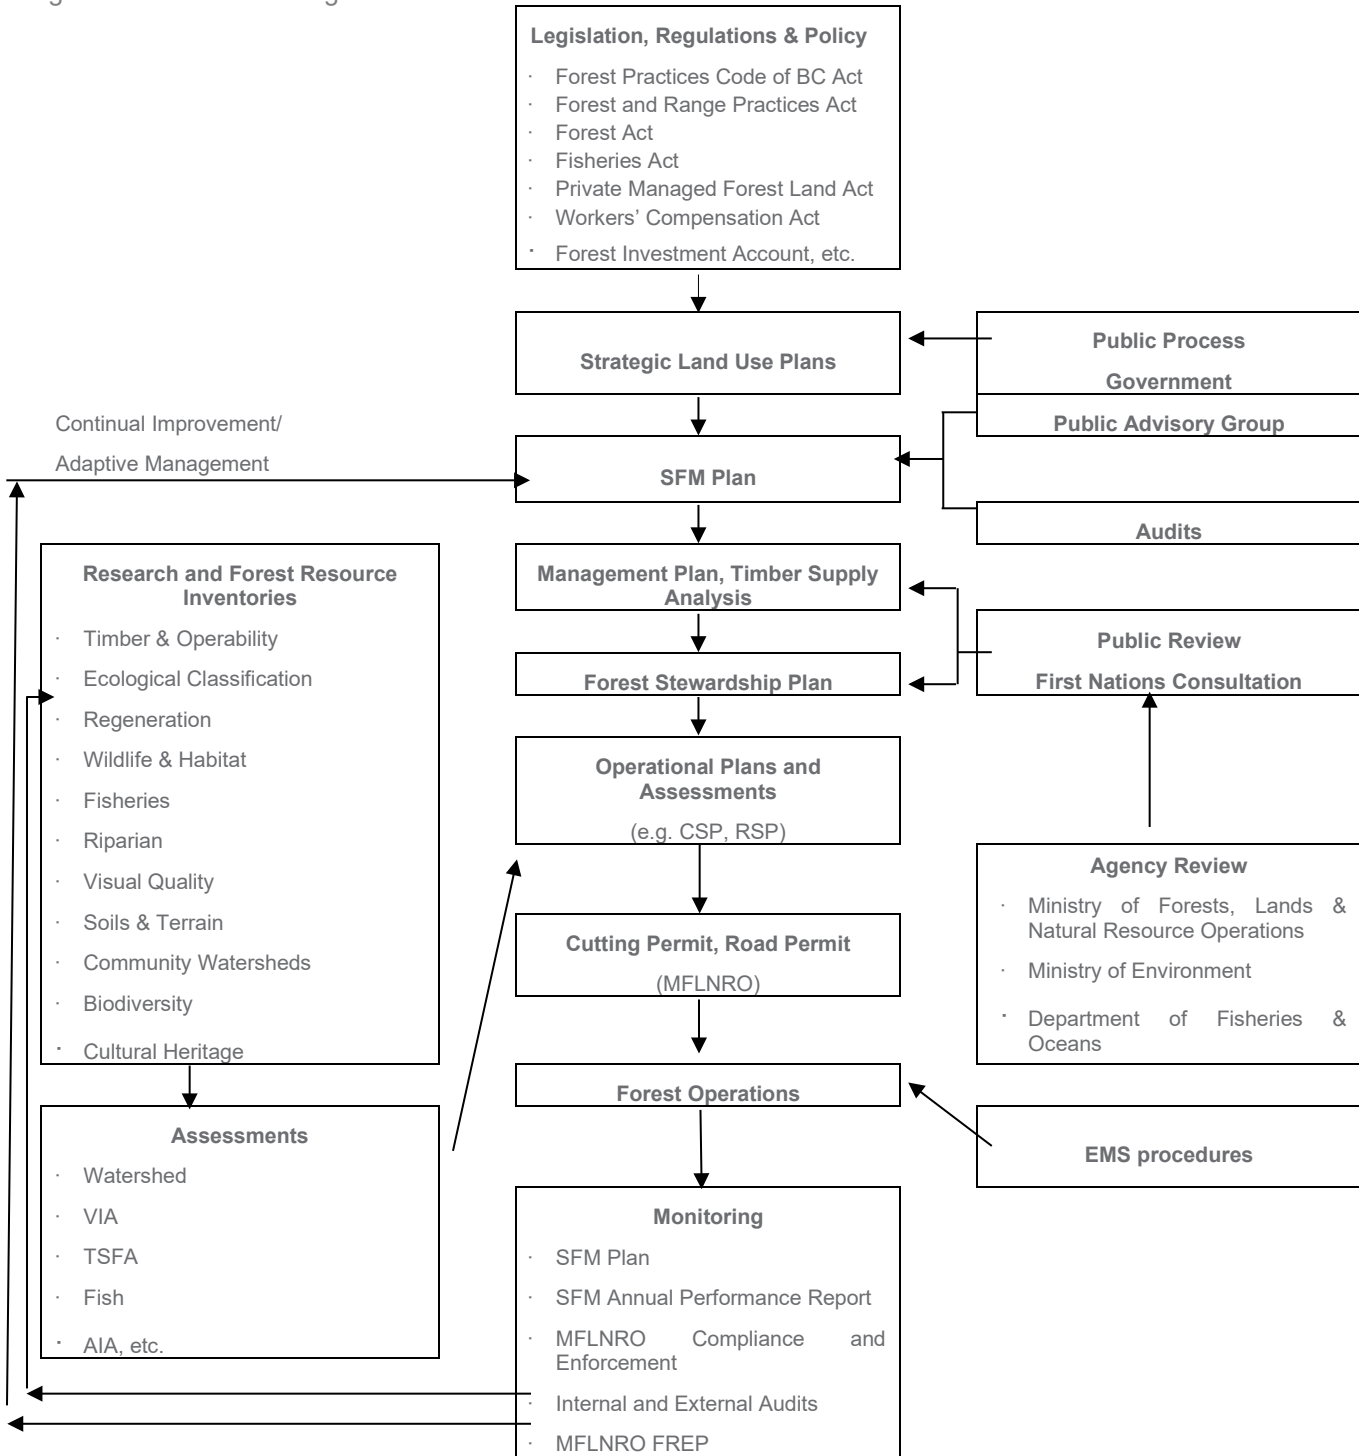 Legislation, Regulations & Policy
· Forest Practices Code of BC Act
· Forest and Range Practices Act
· Forest Act
· Fisheries Act
· Private Managed Forest Land Act
· Workers’ Compensation Act
· Forest Investment Account, etc.
Strategic Land Use Plans
Public Process
Government
Public Advisory Group
Continual Improvement/
Adaptive Management
SFM Plan
Audits
Research and Forest Resource
Inventories
· Timber & Operability
· Ecological Classification
· Regeneration
· Wildlife & Habitat
· Fisheries
· Riparian
· Visual Quality
· Soils & Terrain
· Community Watersheds
· Biodiversity
· Cultural Heritage
Management Plan, Timber Supply
Analysis
Forest Stewardship Plan
Public Review
First Nations Consultation
Operational Plans and
Assessments
(e.g. CSP, RSP)
Agency Review
· Ministry of Forests, Lands &
Natural Resource Operations
· Ministry of Environment
· Department of Fisheries &
Oceans
Cutting Permit, Road Permit
(MFLNRO)
Forest Operations
EMS procedures
Assessments
· Watershed
· VIA
· TSFA
· Fish
· AIA, etc.
Monitoring
· SFM Plan
· SFM Annual Performance Report
· MFLNRO Compliance and
Enforcement
· Internal and External Audits
· MFLNRO FREP